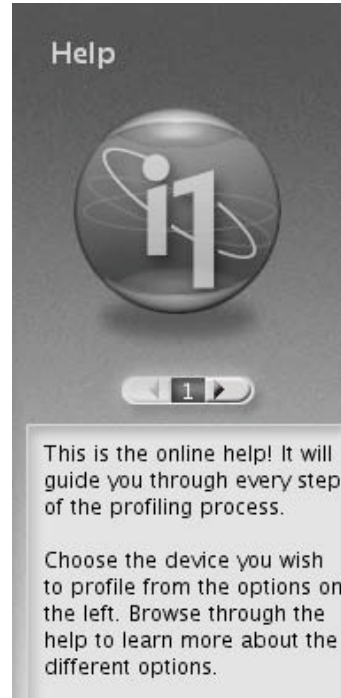 Help
i1
1
This is the online help! It will
guide you through every step
of the profiling process.
Choose the device you wish
to profile from the options on
the left. Browse through the
help to learn more about the
different options.